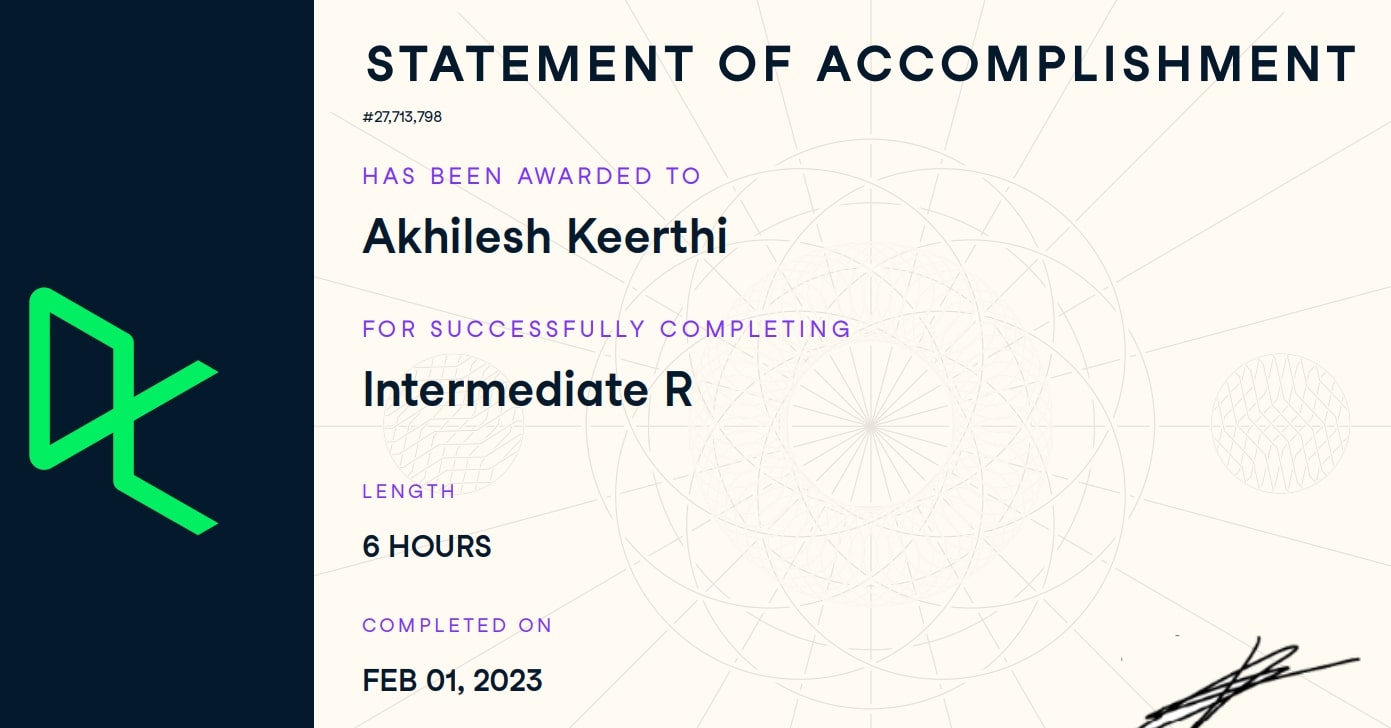 STATEMENT OF ACCOMPLISHMENT
#27,713,798
HAS BEEN AWARDED TO
Akhilesh Keerthi
FOR SUCCESSFULLY COMPLETING
Intermediate R
LENGTH
6 HOURS
COMPLETED ON
FEB 01, 2023